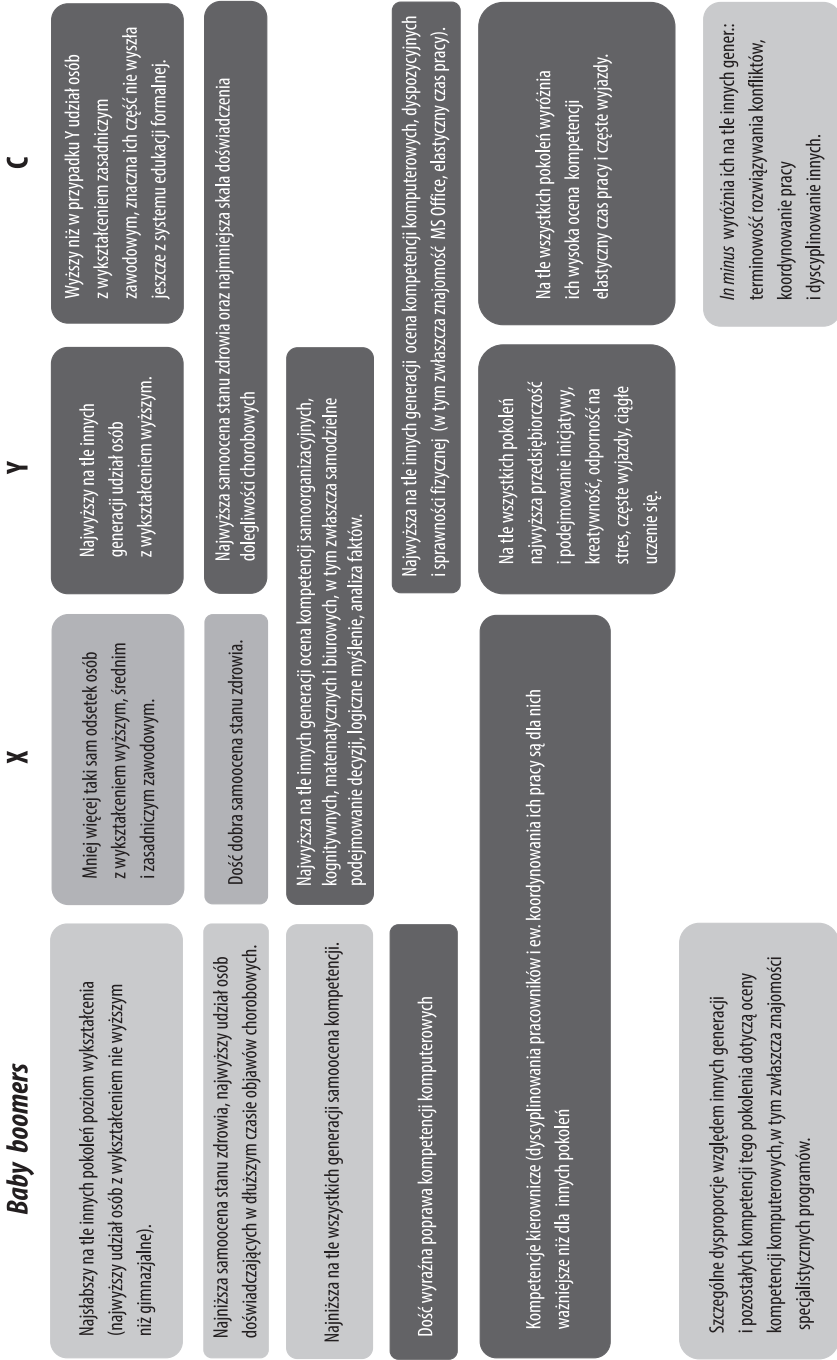 Baby boomers
X
Y
C
Najsłabszy na tle innych pokoleń poziom wykształcenia
(najwyższy udział osób z wykształceniem nie wyższym
niż gimnazjalne).
Mniej więcej taki sam odsetek osób
z wykształceniem wyższym, średnim
i zasadniczym zawodowym.
Najwyższy na tle innych
generacji udział osób
z wykształceniem wyższym.
Wyższy niż w przypadku Y udział osób
z wykształceniem zasadniczym
zawodowym, znaczna ich część nie wyszła
jeszcze z systemu edukacji formalnej.
Najniższa samoocena stanu zdrowia, najwyższy udział osób
doświadczających w dłuższym czasie objawów chorobowych.
Dość dobra samoocena stanu zdrowia.
Najwyższa samoocena stanu zdrowia oraz najmniejsza skala doświadczenia
dolegliwości chorobowych
Najniższa na tle wszystkich generacji samoocena kompetencji.
Najwyższa na tle innych generacji ocena kompetencji samoorganizacyjnych,
kognitywnych, matematycznych i biurowych, w tym zwłaszcza samodzielne
podejmowanie decyzji, logiczne myślenie, analiza faktów.
Dość wyraźna poprawa kompetencji komputerowych
Najwyższa na tle innych generacji  ocena kompetencji komputerowych, dyspozycyjnych
i sprawności fizycznej  (w tym zwłaszcza znajomość  MS Office, elastyczny czas pracy).
Kompetencje kierownicze (dyscyplinowania pracowników i ew. koordynowania ich pracy są dla nich
ważniejsze niż dla  innych pokoleń
Na tle wszystkich pokoleń
najwyższa przedsiębiorczość
i podejmowanie inicjatywy,
kreatywność, odporność na
stres, częste wyjazdy, ciągłe
uczenie się.
Na tle wszystkich pokoleń wyróżnia
ich wysoka ocena  kompetencji
elastyczny czas pracy i częste wyjazdy.
Szczególne dysproporcje względem innych generacji
i pozostałych kompetencji tego pokolenia dotyczą oceny
kompetencji komputerowych,w tym zwłaszcza znajomości
specjalistycznych programów.
In minus  wyróżnia ich na tle innych gener.:
terminowość rozwiązywania konfliktów,
koordynowanie pracy
i dyscyplinowanie innych.